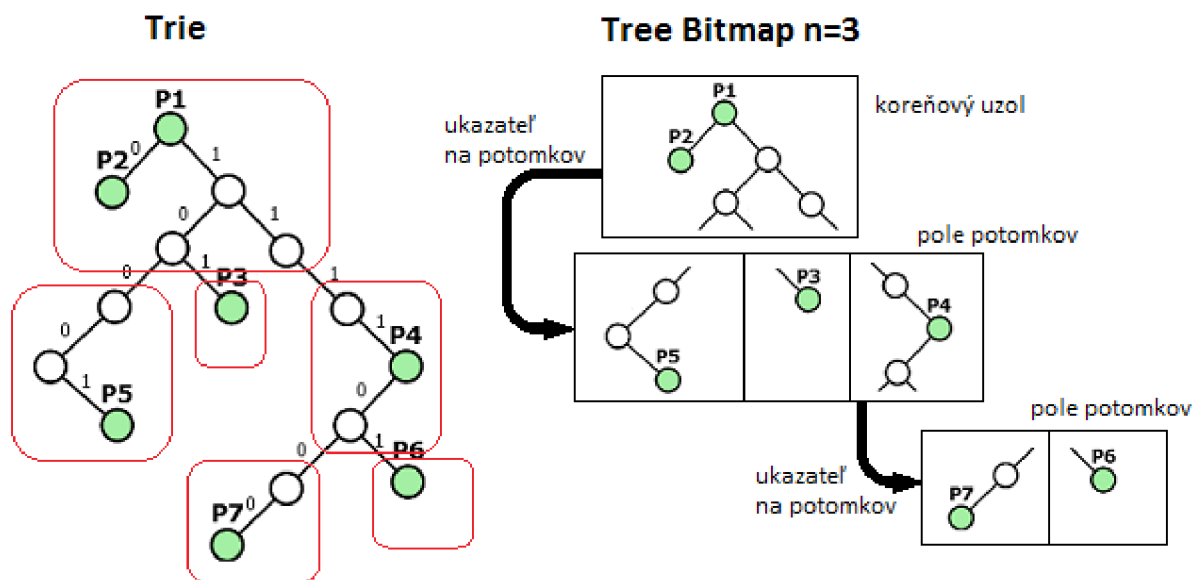 Trie
P1
P2
0
1
0
1
0
1
P3
1
0
1
P4
1
P5
0
0
1
P6
P7
0
Tree Bitmap n=3
P1
P2
koreňový uzol
ukazateľ
na potomkov
pole potomkov
P3
P4
P5
pole potomkov
ukazateľ
na potomkov
P6
P7